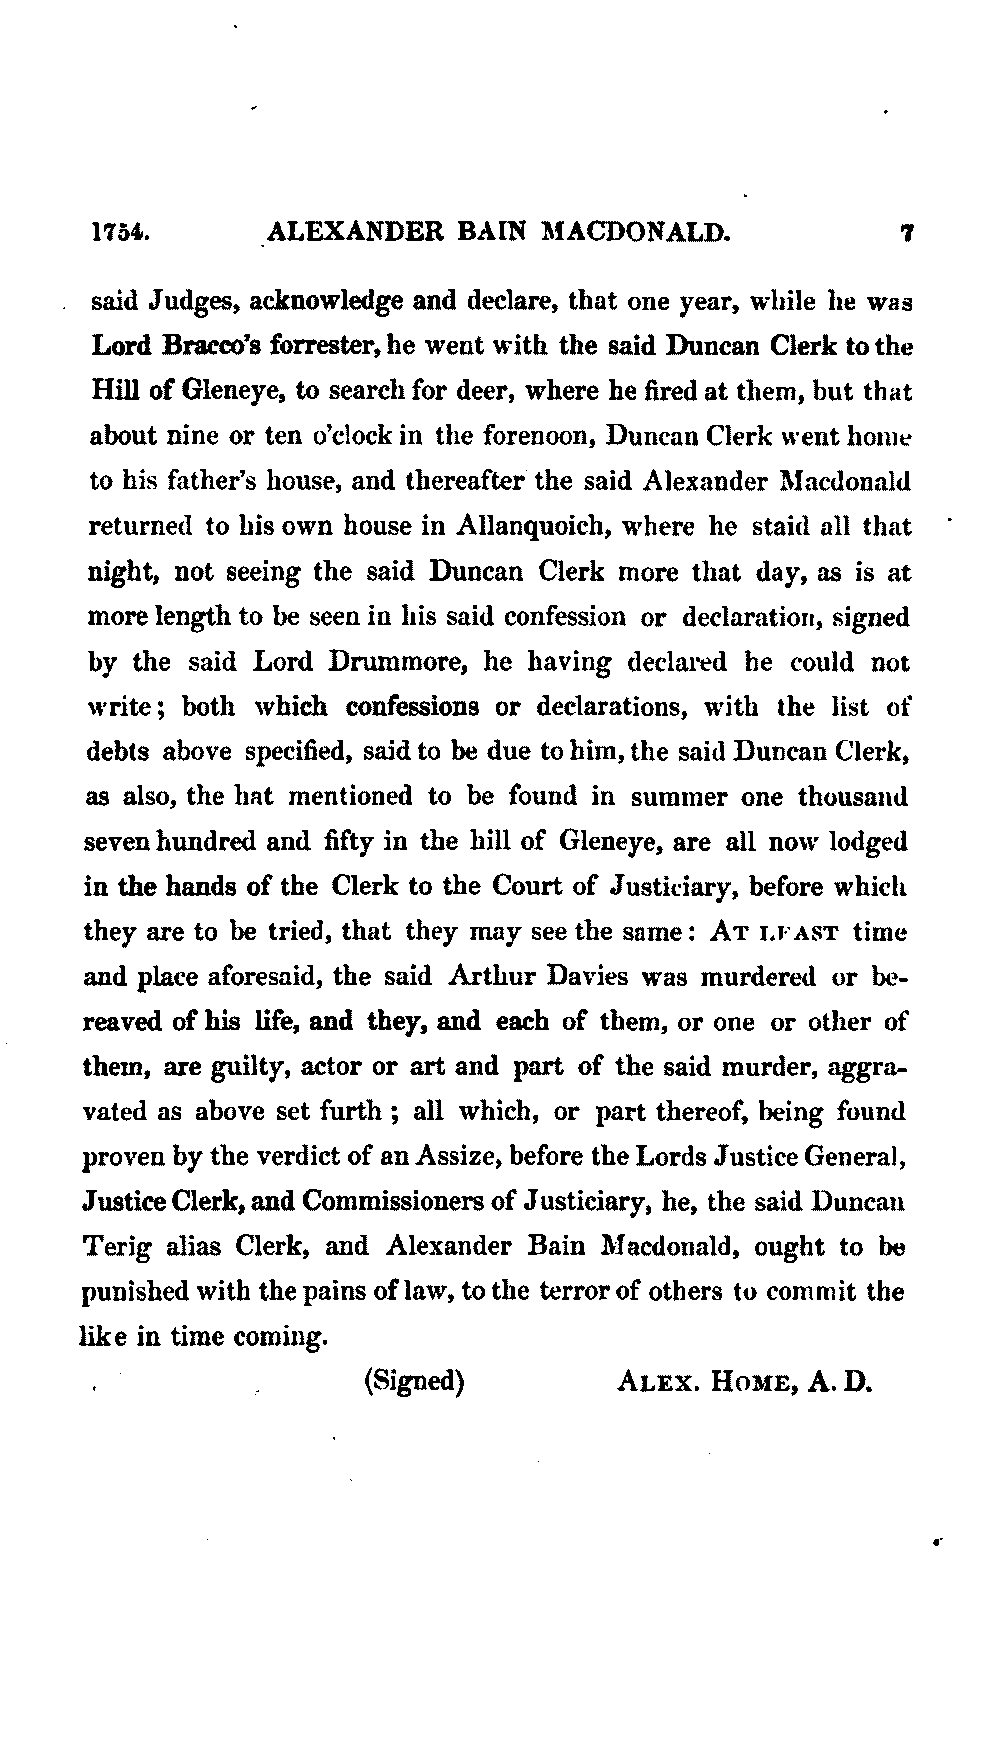 1754. ALEXANDER BAIN MACDONALD. 7
said Judges, acknowledge and declare, that one year, while he was
Lord Bracco's forrester, he went with the said Duncan Clerk to the
Hill of Gleneye, to search for deer, where he fired at them, but that
about nine or ten o'clock in the forenoon, Duncan Clerk went home
to his father's house, and thereafter the said Alexander Macdonald
returned to his own house in Allanquoich, where he staid all that
night, not seeing the said Duncan Clerk more that day, as is at
more length to be seen in his said confession or declaration, signed
by the said Lord Drummore, he having declared he could not
write; both which confessions or declarations, with the list of
debts above specified, said to be due to him, the said Duncan Clerk,
as also, the hat mentioned to be found in summer one thousand
seven hundred and fifty in the hill of Gleneye, are all now lodged
in the hands of the Clerk to the Court of Justiciary, before which
they are to be tried, that they may see the same: AT LEAST time
and place aforesaid, the said Arthur Davies was murdered or be-
reaved of his life, and they, and each of them, or one or other of
them, are guilty, actor or art and part of the said murder, aggra-
vated as above set furth; all which, or part thereof, being found
proven by the verdict of an Assize, before the Lords Justice General,
Justice Clerk, and Commissioners of Justiciary, he, the said Duncan
Terig alias Clerk, and Alexander Bain Macdonald, ought to be
punished with the pains of law, to the terror of others to commit the
like in time coming.
(Signed) ALEX. HOME, A. D.